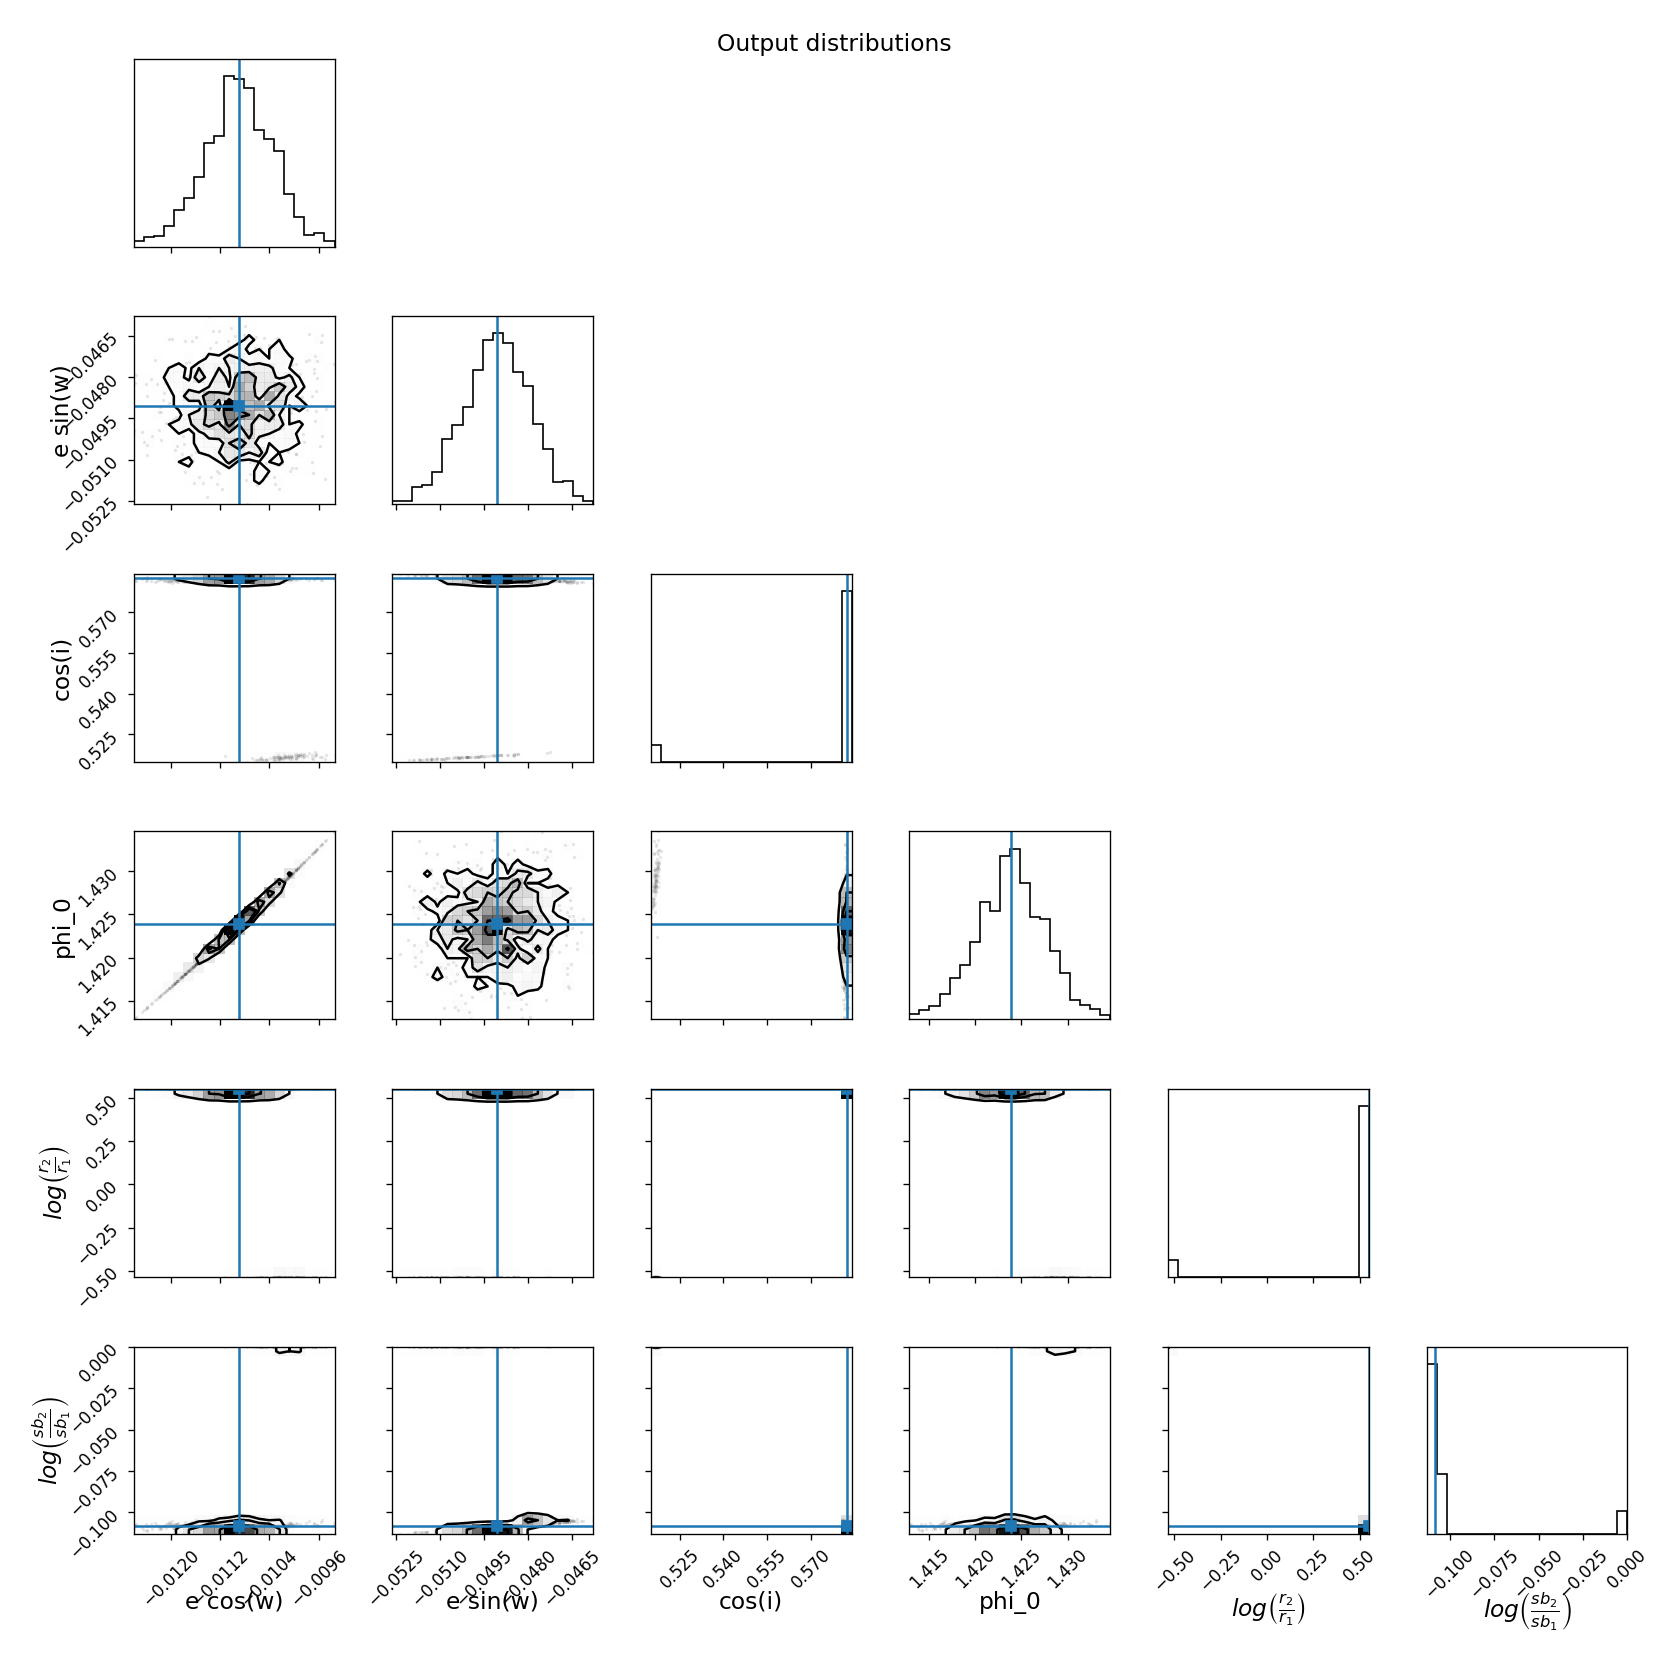 Output distributions
e sin(w)
−0.0465
−0.0480
−0.0495
−0.0510
−0.0525
cos(i)
0.570
0.555
0.540
0.525
phi_0
1.430
1.425
1.420
1.415
log(r2/r1)
0.50
0.25
0.00
−0.25
−0.50
log(sb2/sb1)
0.000
−0.025
−0.050
−0.075
−0.100
−0.0120 −0.0112 −0.0104 −0.0096 −0.0525 −0.0510 −0.0495 −0.0480 −0.0465 0.525 0.540 0.555 0.570 1.415 1.420 1.425 1.430 −0.50 −0.25 0.00 0.25 0.50 −0.100 −0.075 −0.050 −0.025 0.000
e cos(w) e sin(w) cos(i) phi_0 log(r2/r1) log(sb2/sb1)